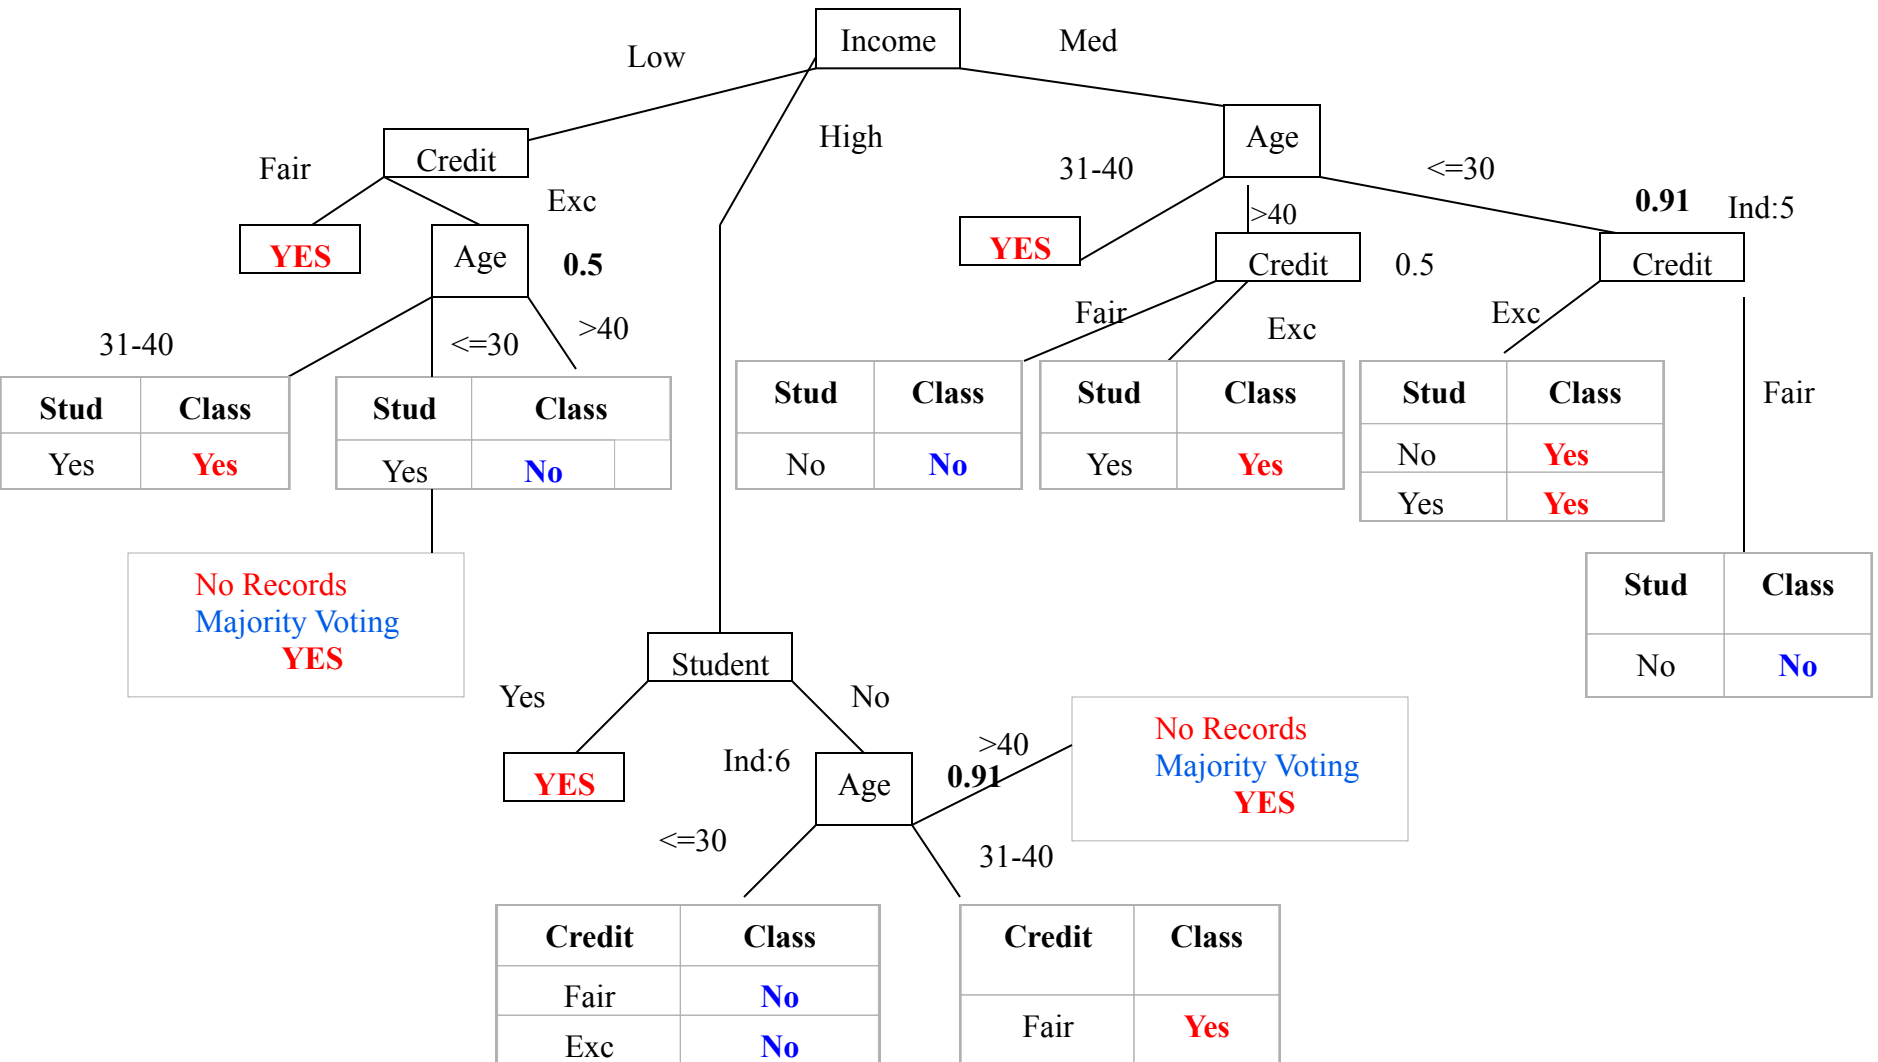 Income
Low
Med
High
Credit
Age
Fair
Exc
31-40
<=30
>40
0.91
Ind:5
YES
Age
0.5
YES
Credit
0.5
Credit
31-40
<=30
>40
Fair
Exc
Exc
Fair
Stud Class
Yes Yes
Stud Class
Yes No
Stud Class
No No
Stud Class
Yes Yes
Stud Class
No Yes
Yes Yes
No Records
Majority Voting
YES
Stud Class
No No
Student
Yes
No
YES
Ind:6
Age
0.91
>40
No Records
Majority Voting
YES
<=30
31-40
Credit Class
Fair No
Exc No
Credit Class
Fair Yes